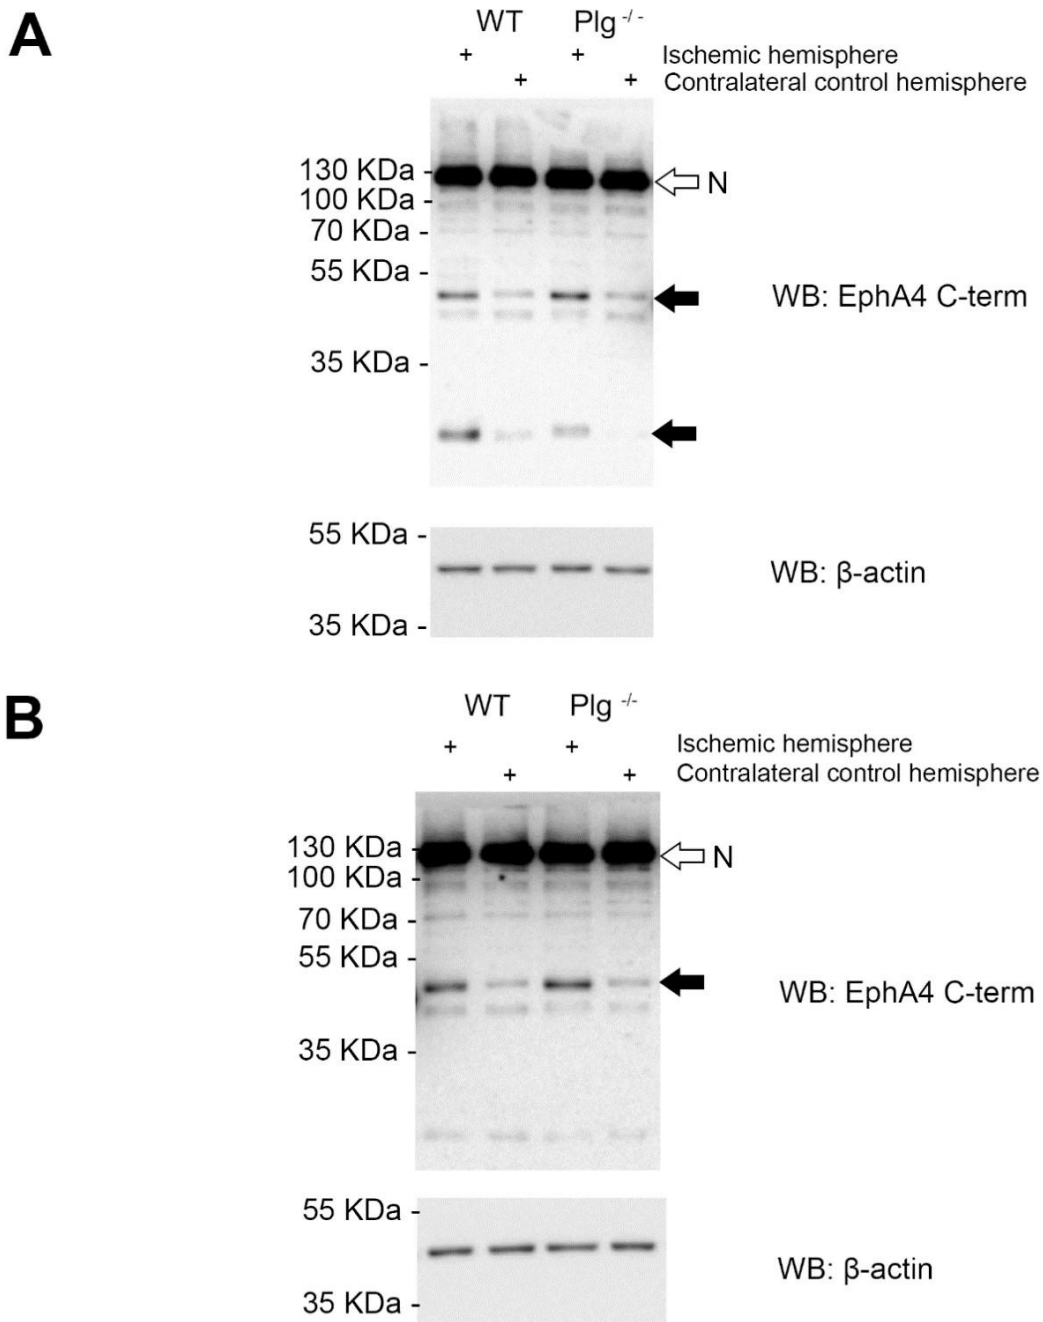 A
WT Plg -/-
+ + Ischemic hemisphere
+ + Contralateral control hemisphere
130 KDa -
N
100 KDa -
70 KDa -
55 KDa -
WB: EphA4 C-term
35 KDa -
55 KDa -
WB: β-actin
35 KDa -
B
WT Plg -/-
+ + Ischemic hemisphere
+ + Contralateral control hemisphere
130 KDa -
N
100 KDa -
70 KDa -
55 KDa -
WB: EphA4 C-term
35 KDa -
55 KDa -
WB: β-actin
35 KDa -